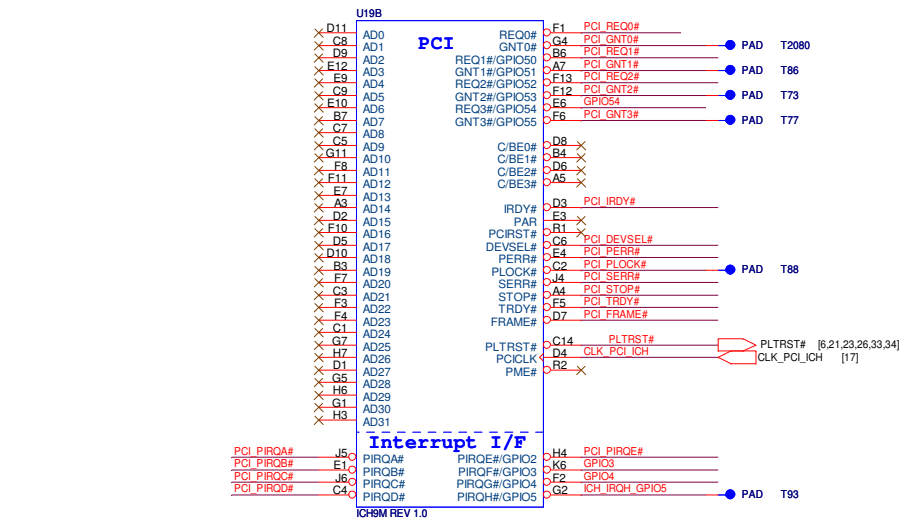 U19B
PCI
D11 AD0 REQ0# F1 PCI_REQ0#
C8 AD1 GNT0# G4 PCI_GNT0# PAD T2080
D9 AD2 REQ1#/GPIO50 B6 PCI_REQ1#
E12 AD3 GNT1#/GPIO51 A7 PCI_GNT1# PAD T86
E9 AD4 REQ2#/GPIO52 F13 PCI_REQ2#
C9 AD5 GNT2#/GPIO53 F12 PCI_GNT2# PAD T73
E10 AD6 REQ3#/GPIO54 E6 GPIO54
B7 AD7 GNT3#/GPIO55 F6 PCI_GNT3# PAD T77
C7 AD8
C5 AD9 C/BE0# D8
G11 AD10 C/BE1# B4
F8 AD11 C/BE2# D6
F11 AD12 C/BE3# A5
E7 AD13
A3 AD14 IRDY# D3 PCI_IRDY#
D2 AD15 PAR E3
F10 AD16 PCIRST# R1
D5 AD17 DEVSEL# C6 PCI_DEVSEL#
D10 AD18 PERR# E4 PCI_PERR#
B3 AD19 PLOCK# C2 PCI_PLOCK# PAD T88
F7 AD20 SERR# J4 PCI_SERR#
C3 AD21 STOP# A4 PCI_STOP#
F3 AD22 TRDY# F5 PCI_TRDY#
F4 AD23 FRAME# D7 PCI_FRAME#
C1 AD24
G7 AD25 PLTRST# C14 PLTRST# PLTRST# [6,21,23,26,33,34]
H7 AD26 PCICLK D4 CLK_PCI_ICH CLK_PCI_ICH [17]
D1 AD27 PME# R2
G5 AD28
H6 AD29
G1 AD30
H3 AD31
Interrupt I/F
PCI_PIRQA# J5 PIRQA# PIRQE#/GPIO2 H4 PCI_PIRQE#
PCI_PIRQB# E1 PIRQB# PIRQF#/GPIO3 K6 GPIO3
PCI_PIRQC# J6 PIRQC# PIRQG#/GPIO4 F2 GPIO4
PCI_PIRQD# C4 PIRQD# PIRQH#/GPIO5 G2 ICH_IRQH_GPIO5 PAD T93
ICH9M REV 1.0